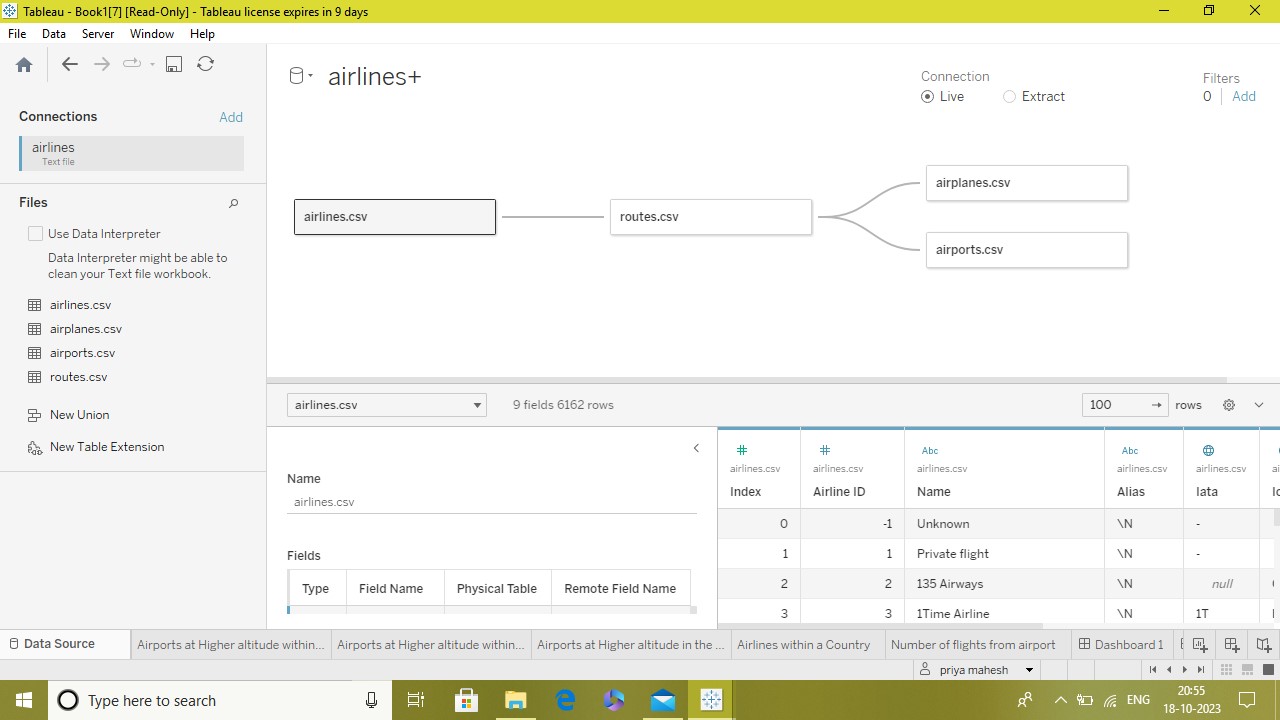 Tableau - Book1[7] [Read-Only] - Tableau license expires in 9 days
File Data Server Window Help
airlines+
Connection
Live
Extract
Filters
0 Add
Connections Add
airlines
Text file
Files
Use Data Interpreter
Data Interpreter might be able to
clean your Text file workbook.
airlines.csv
airplanes.csv
airports.csv
routes.csv
New Union
New Table Extension
airlines.csv
routes.csv
airplanes.csv
airports.csv
airlines.csv 9 fields 6162 rows 100 rows
Name
airlines.csv
Fields
Type Field Name Physical Table Remote Field Name
Abc Abc
airlines.csv airlines.csv airlines.csv airlines.csv airlines.csv
Index Airline ID Name Alias Iata
0 -1 Unknown \N -
1 1 Private flight \N -
2 2 135 Airways \N null
3 3 1Time Airline \N 1T
Data Source Airports at Higher altitude within... Airports at Higher altitude within... Airports at Higher altitude in the ... Airlines within a Country Number of flights from airport Dashboard 1
priya mahesh
Type here to search
ENG
20:55
18-10-2023